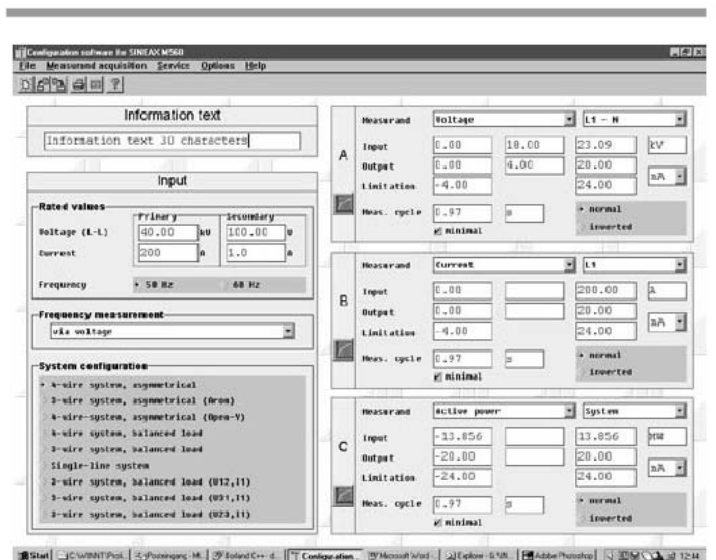 Configuration software for SINEAX M560
File Measurand acquisition Service Options Help
Information text
Information text 30 characters
Input
Rated values
Primary Secondary
Voltage (L-L) 40.00 kV 100.00 V
Current 200 A 1.0 A
Frequency 50 Hz 60 Hz
Frequency measurement
via voltage
System configuration
4-wire system, asymmetrical
3-wire system, asymmetrical (Aron)
4-wire-system, asymmetrical (Open-Y)
4-wire system, balanced load
3-wire system, balanced load
Single-line system
3-wire system, balanced load (U12,I1)
3-wire system, balanced load (U31,I1)
3-wire system, balanced load (U23,I1)
A
Measurand Voltage L1 - N
Input 0.00 18.00 23.09 kV
Output 0.00 4.00 20.00 mA
Limitation -4.00 24.00
Meas. cycle 0.97 s normal
minimal inverted
B
Measurand Current L1
Input 0.00 200.00 A
Output 0.00 20.00 mA
Limitation -4.00 24.00
Meas. cycle 0.97 s normal
minimal inverted
C
Measurand Active power System
Input -13.856 13.856 MW
Output -20.00 20.00 mA
Limitation -24.00 24.00
Meas. cycle 0.97 s normal
minimal inverted
Start C:\WINNT\Profi... Posteingang - Mi... Borland C++ - d... Configuration... Microsoft Word -... Explorer - G:\... Adobe Photoshop 12:44